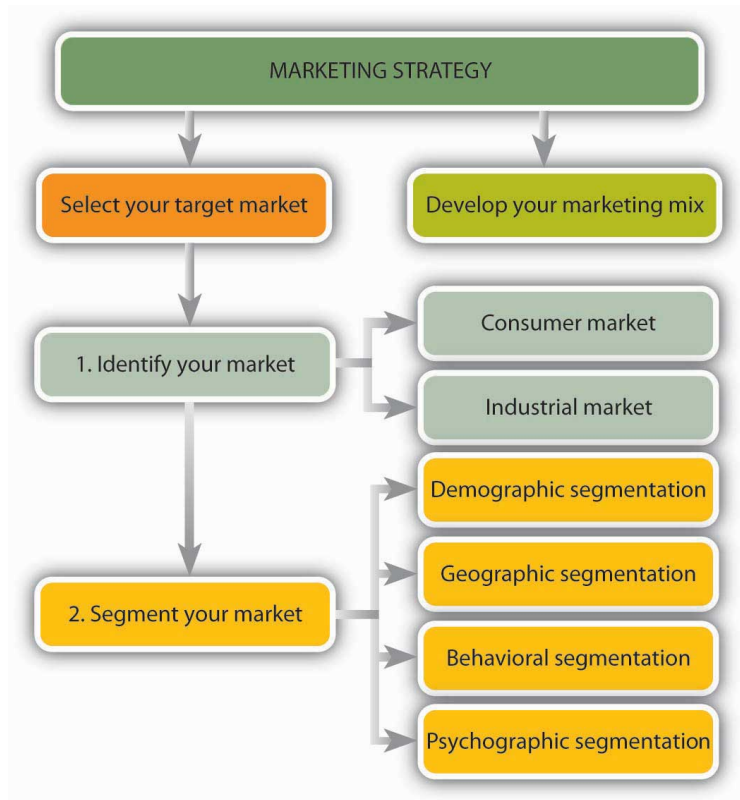 MARKETING STRATEGY
Select your target market
Develop your marketing mix
1. Identify your market
Consumer market
Industrial market
2. Segment your market
Demographic segmentation
Geographic segmentation
Behavioral segmentation
Psychographic segmentation